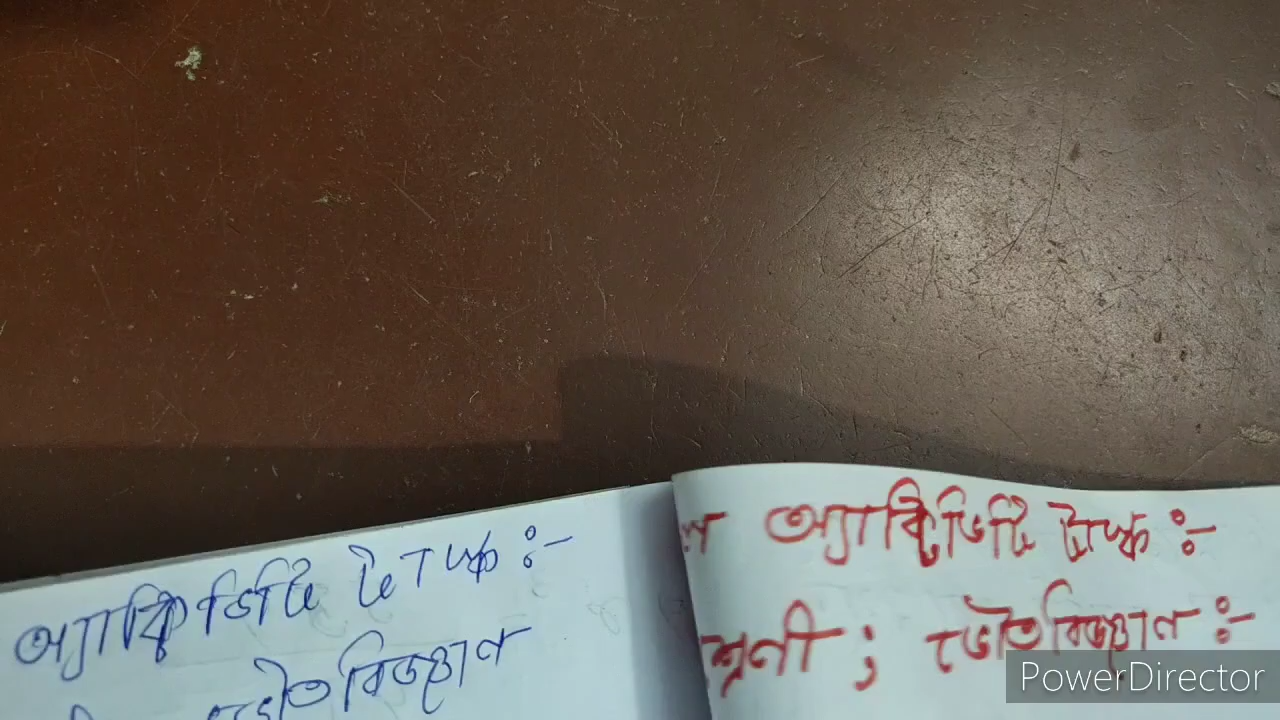 অ্যাক্টিভিটি টাস্ক :-
ভৌতবিজ্ঞান
অ্যাক্টিভিটি টাস্ক :-
শ্রেণী ; ভৌতবিজ্ঞান :-
PowerDirector